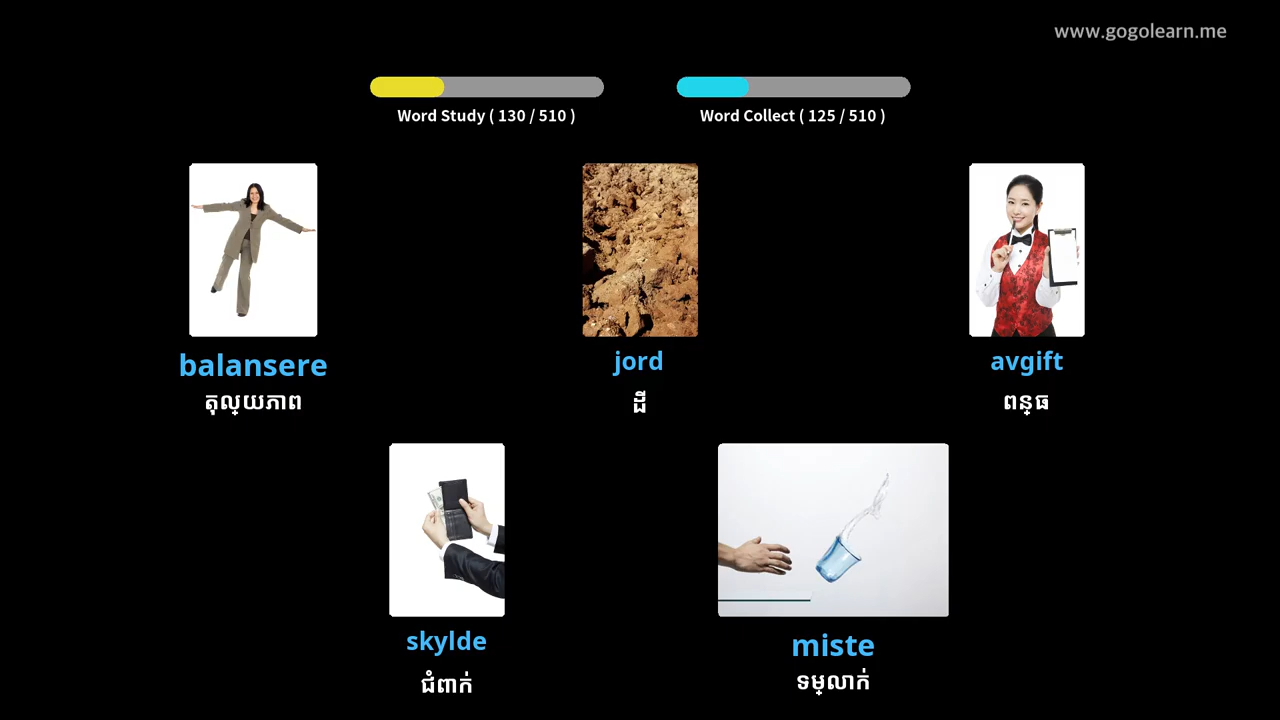 www.gogolearn.me
Word Study ( 130 / 510 )
Word Collect ( 125 / 510 )
balansere
តុល្យភាព
jord
ដី
avgift
ពន្ធ
skylde
ជំពាក់
miste
ទម្លាក់